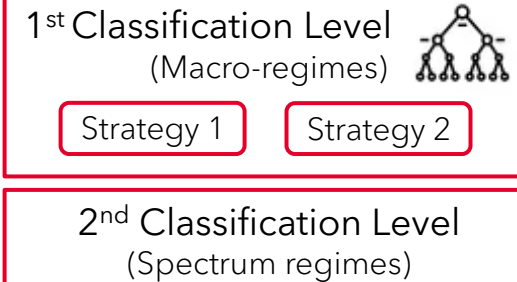 1st Classification Level
(Macro-regimes)
Strategy 1 Strategy 2
2nd Classification Level
(Spectrum regimes)